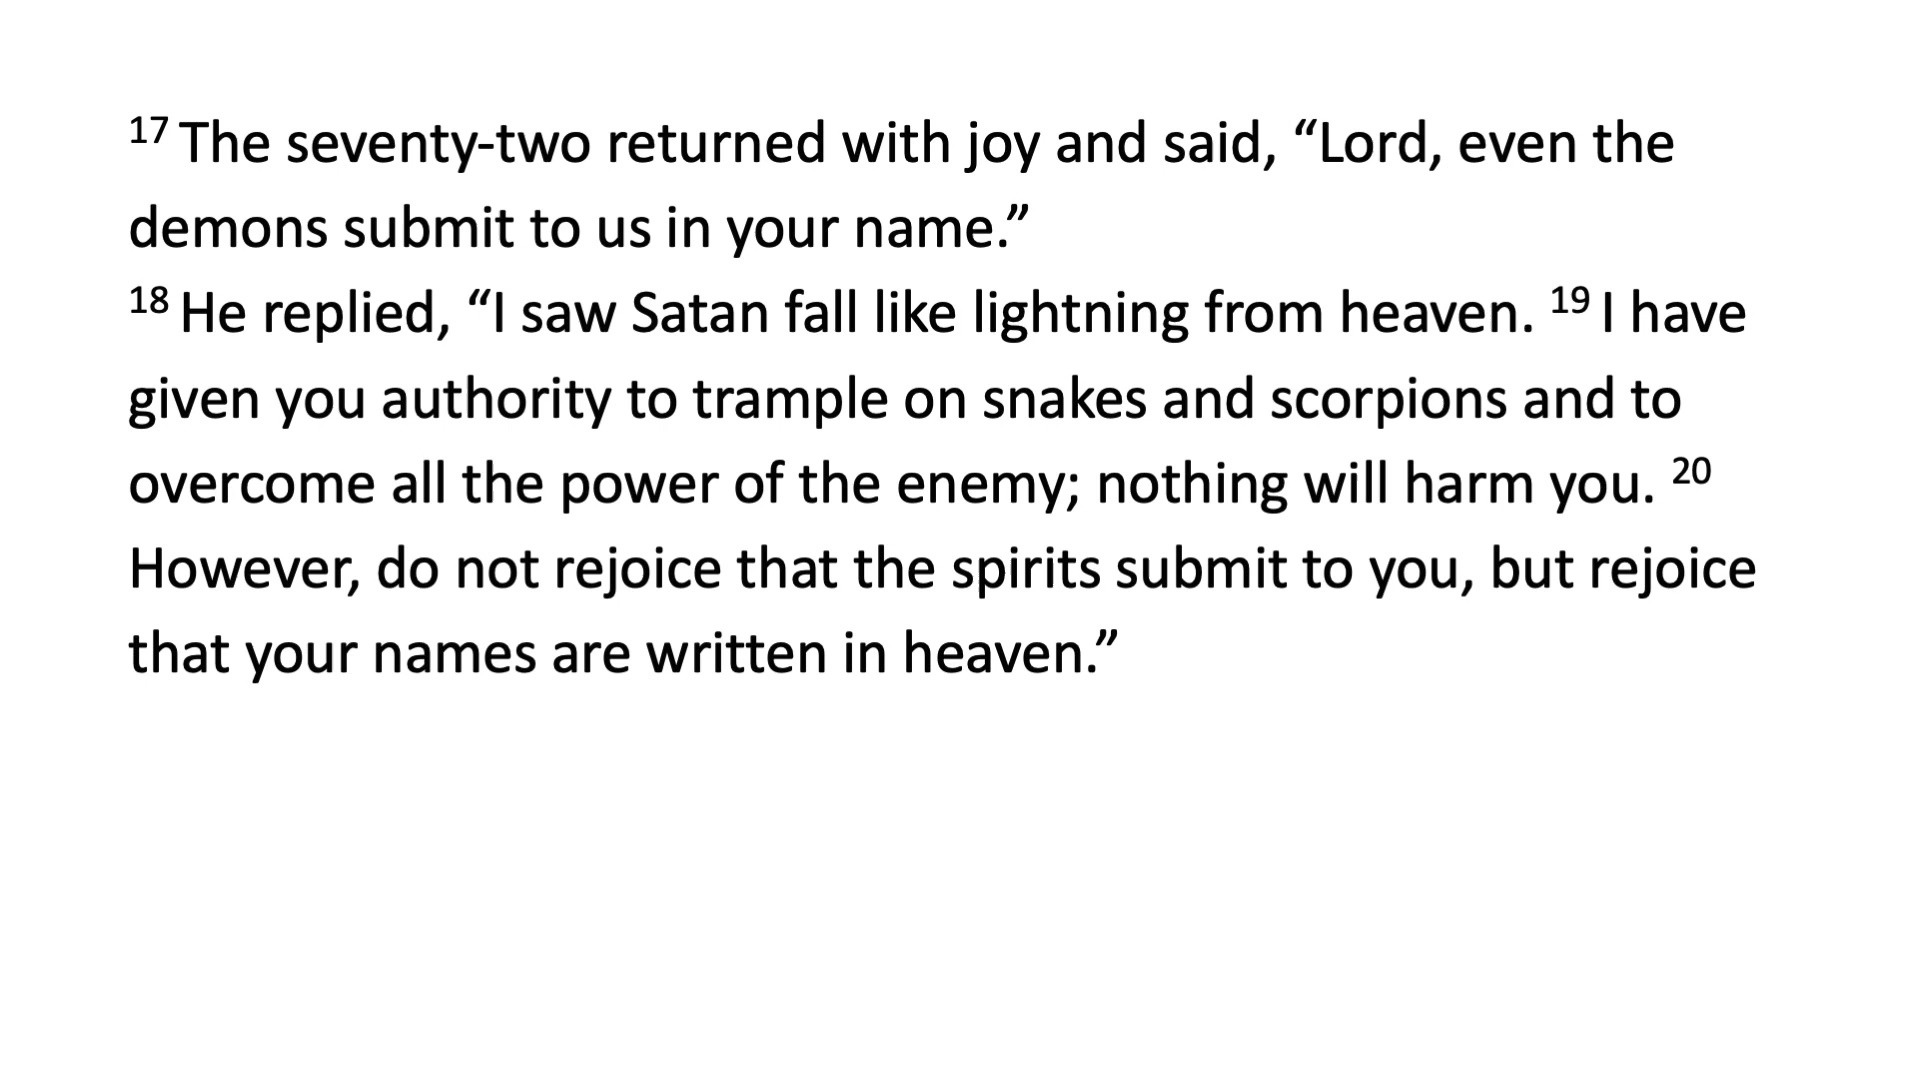 17 The seventy-two returned with joy and said, “Lord, even the
demons submit to us in your name.”
18 He replied, “I saw Satan fall like lightning from heaven. 19 I have
given you authority to trample on snakes and scorpions and to
overcome all the power of the enemy; nothing will harm you. 20
However, do not rejoice that the spirits submit to you, but rejoice
that your names are written in heaven.”